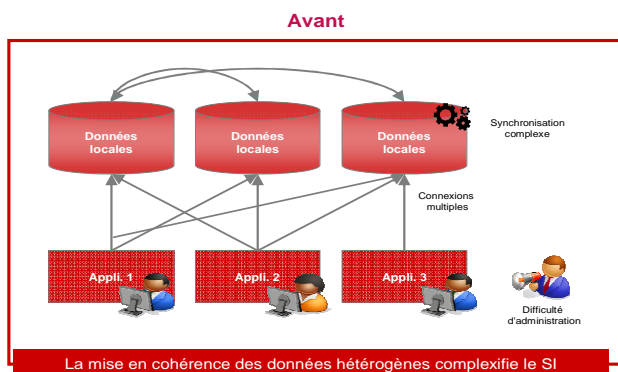 Avant
Données
locales
Données
locales
Données
locales
Synchronisation
complexe
Connexions
multiples
Appli. 1
Appli. 2
Appli. 3
Difficulté
d'administration
La mise en cohérence des données hétérogènes complexifie le SI